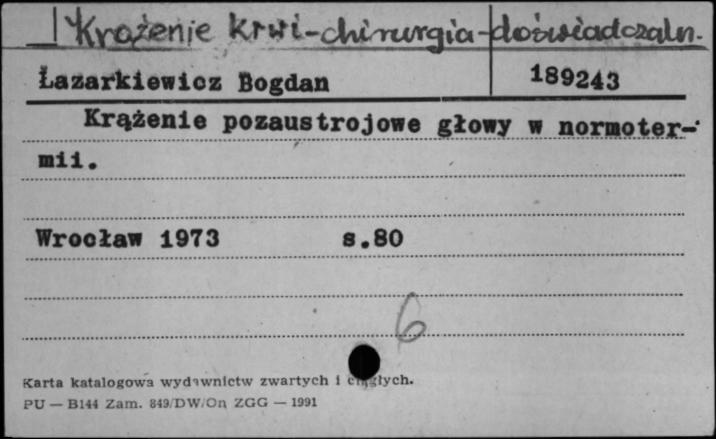 Krążenie krwi-chirurgia-doświadczaln.
Łazarkiewicz Bogdan 189243
Krążenie pozaustrojowe głowy w normoter-
mii.
Wrocław 1973 s.80
6
Karta katalogowa wydawnictw zwartych i ciągłych.
PU — B144 Zam. 849/DW/On ZGG — 1991